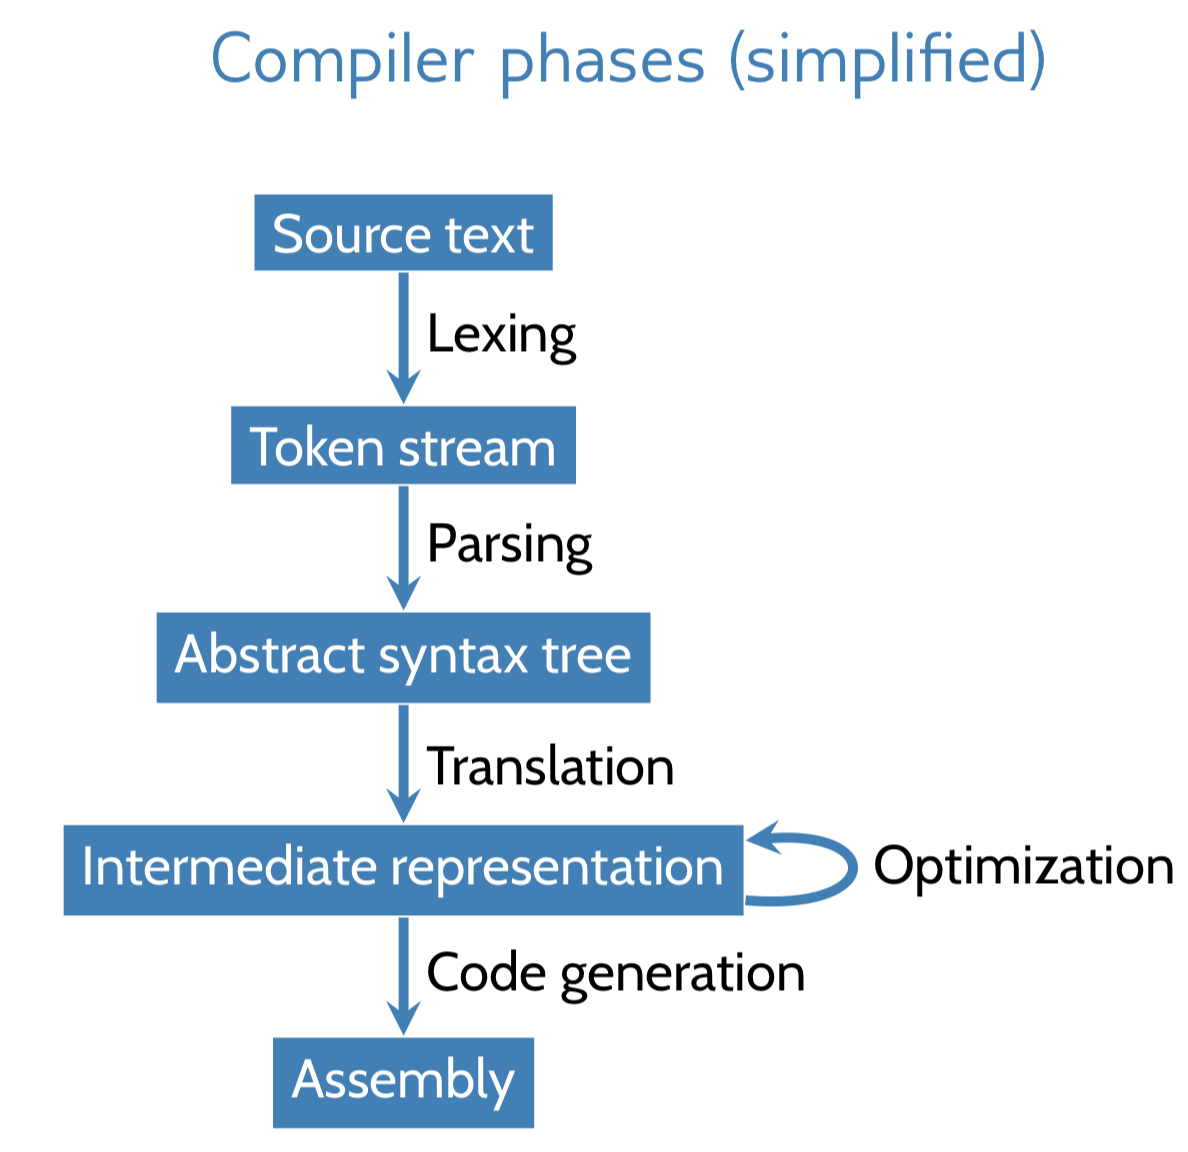 Compiler phases (simplified)
Source text
Lexing
Token stream
Parsing
Abstract syntax tree
Translation
Intermediate representation
Optimization
Code generation
Assembly